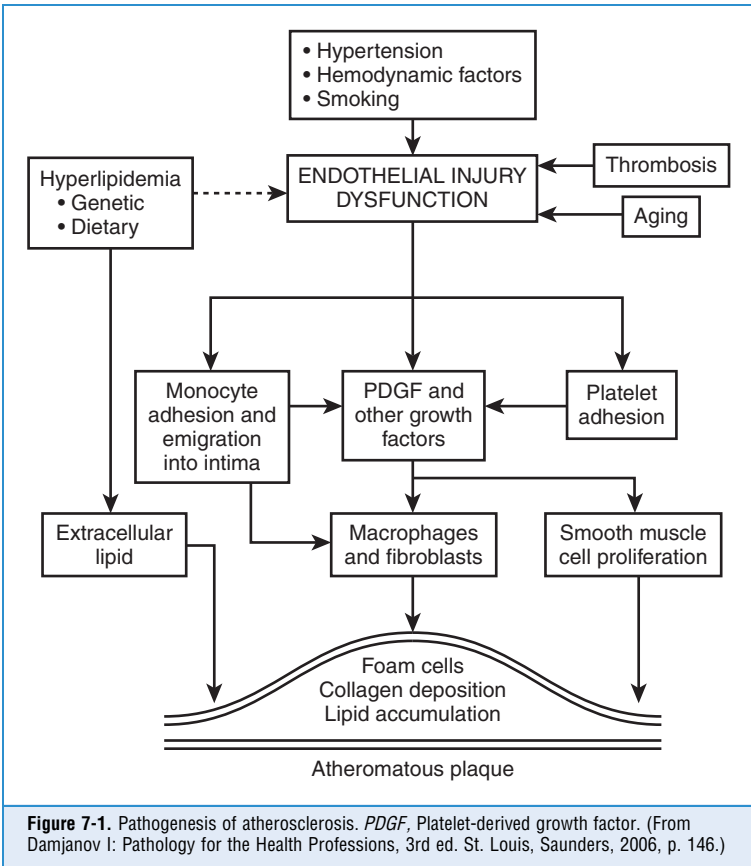 • Hypertension
• Hemodynamic factors
• Smoking
Hyperlipidemia
• Genetic
• Dietary
ENDOTHELIAL INJURY
DYSFUNCTION
Thrombosis
Aging
Monocyte
adhesion and
emigration
into intima
PDGF and
other growth
factors
Platelet
adhesion
Extracellular
lipid
Macrophages
and fibroblasts
Smooth muscle
cell proliferation
Foam cells
Collagen deposition
Lipid accumulation
Atheromatous plaque
Figure 7-1. Pathogenesis of atherosclerosis. PDGF, Platelet-derived growth factor. (From
Damjanov I: Pathology for the Health Professions, 3rd ed. St. Louis, Saunders, 2006, p. 146.)